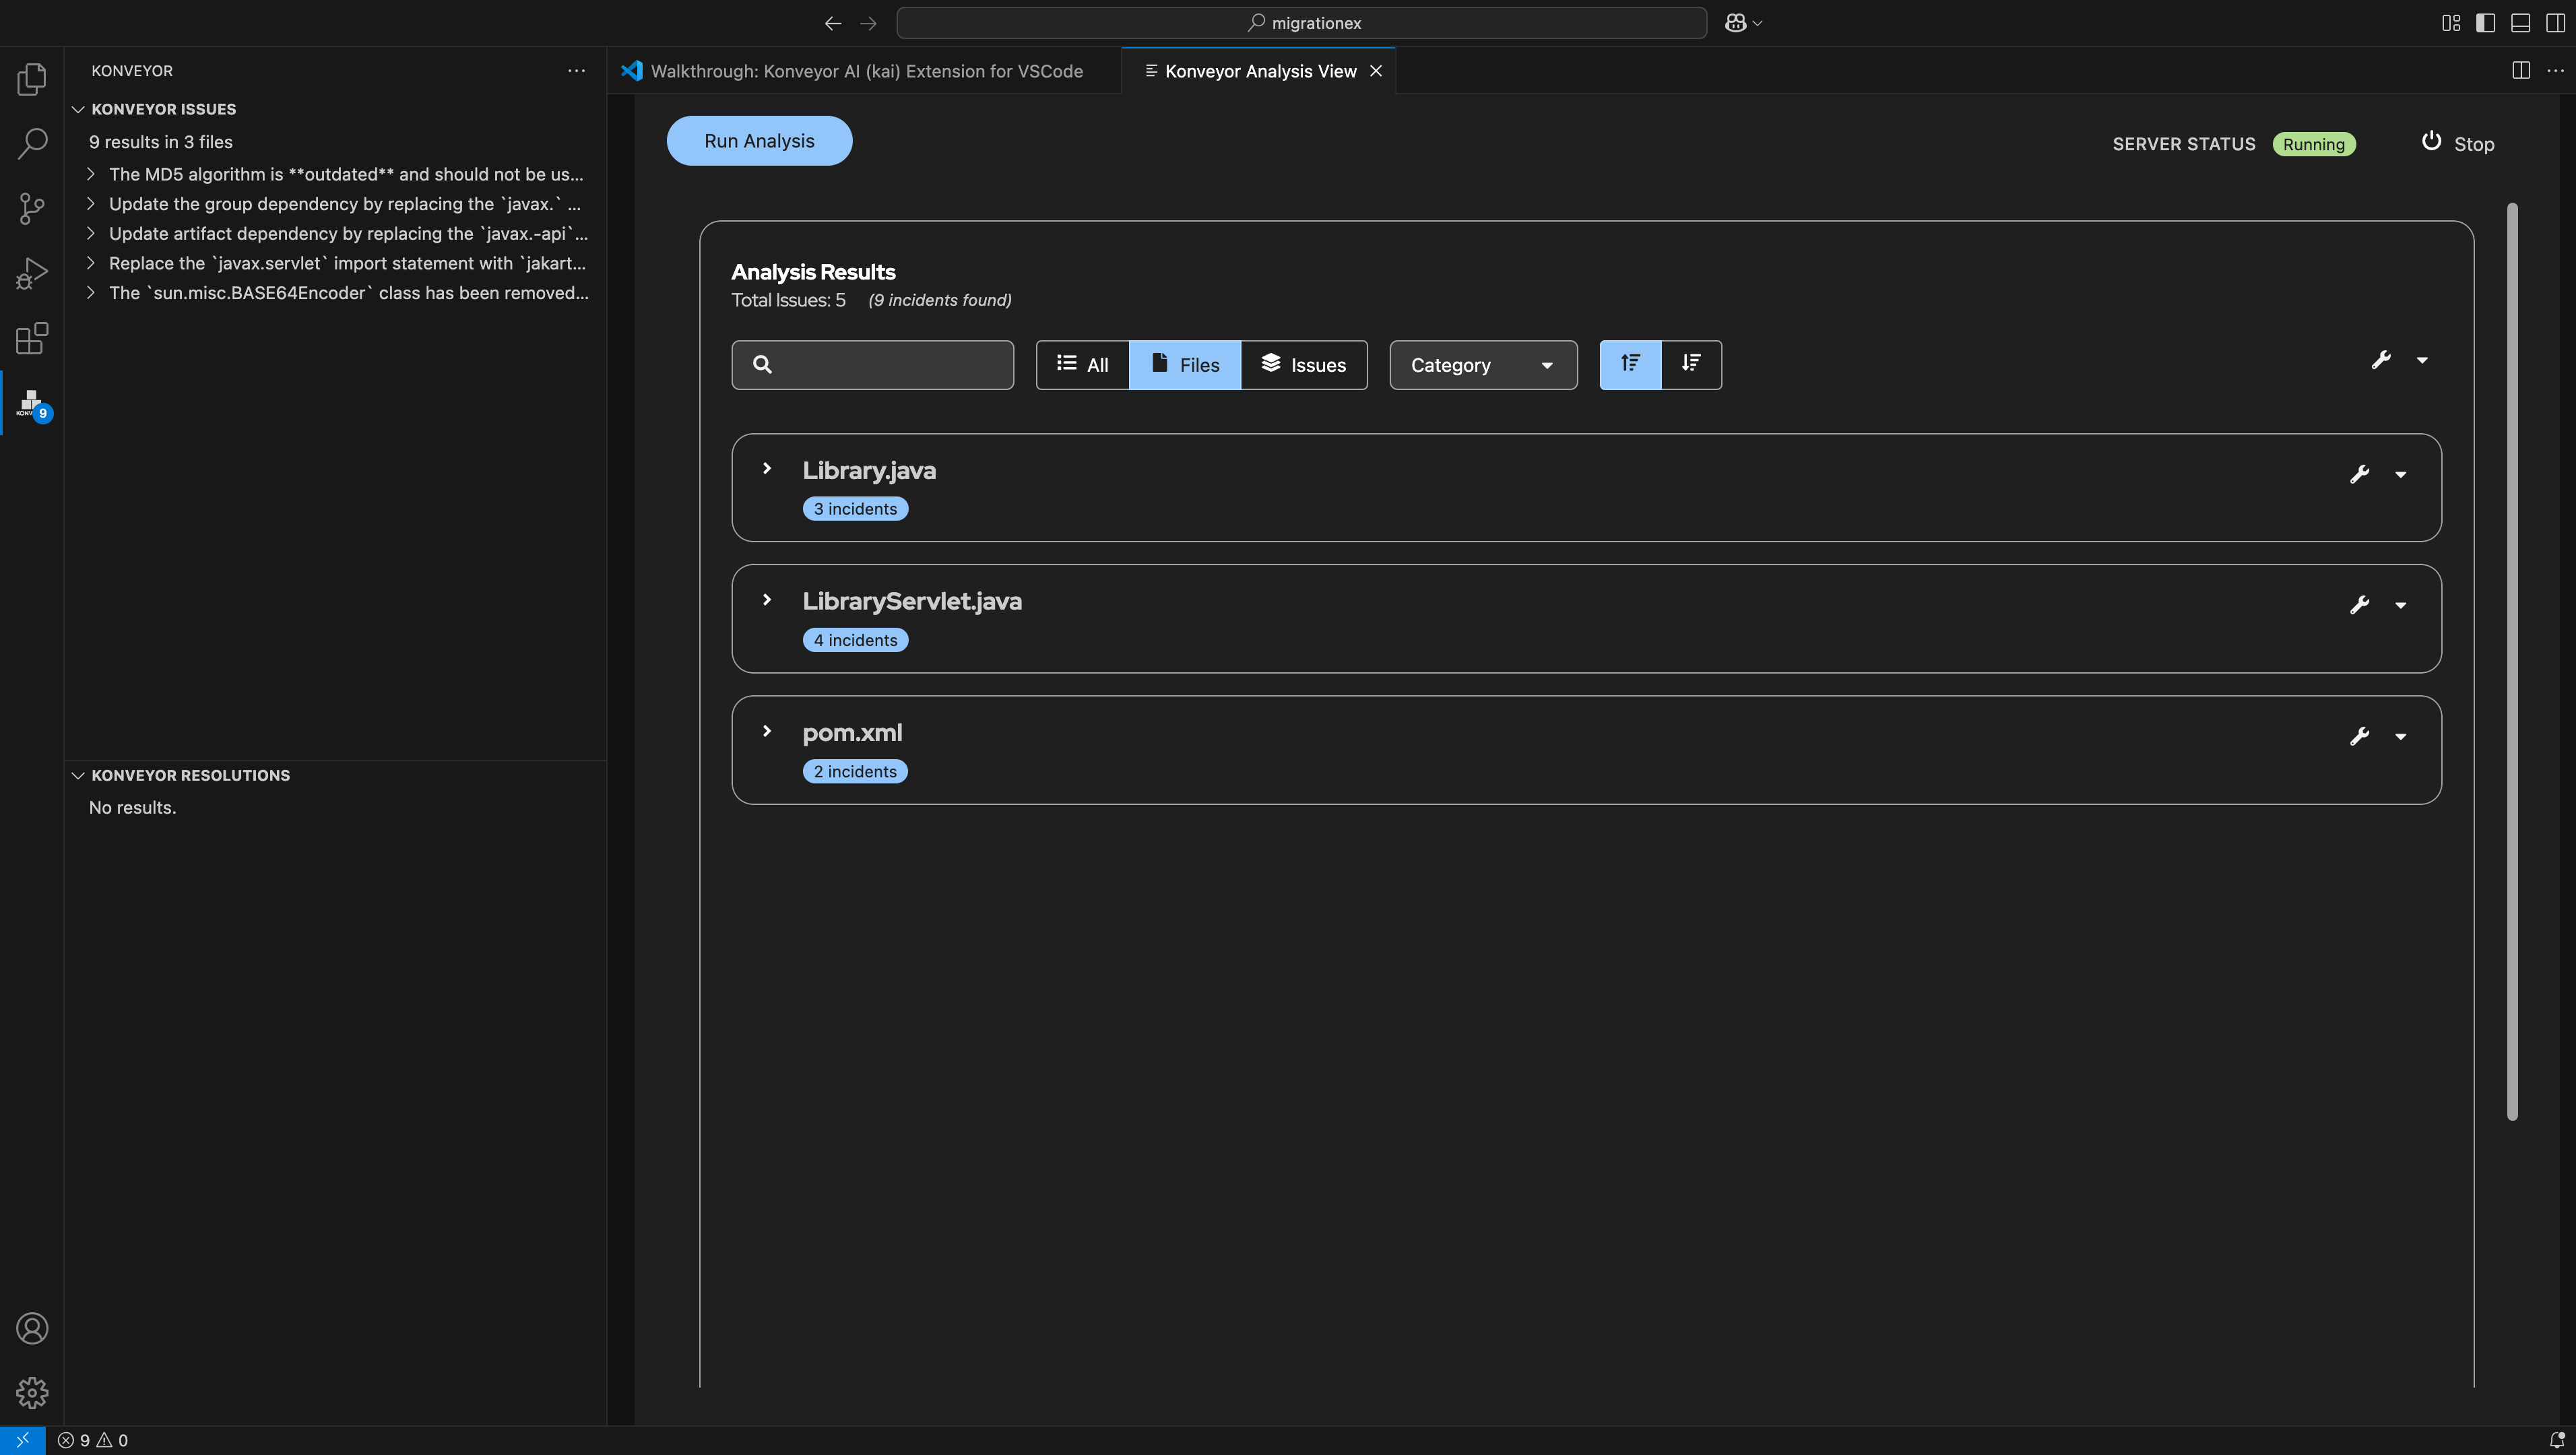 migrationex
KONVEYOR
KONVEYOR ISSUES
9 results in 3 files
The MD5 algorithm is **outdated** and should not be us...
Update the group dependency by replacing the `javax.` ...
Update artifact dependency by replacing the `javax.-api`...
Replace the `javax.servlet` import statement with `jakart...
The `sun.misc.BASE64Encoder` class has been removed...
9
KONVEYOR RESOLUTIONS
No results.
Walkthrough: Konveyor AI (kai) Extension for VSCode
Konveyor Analysis View
Run Analysis
SERVER STATUS Running Stop
Analysis Results
Total Issues: 5 (9 incidents found)
All Files Issues Category
Library.java
3 incidents
LibraryServlet.java
4 incidents
pom.xml
2 incidents
9 0